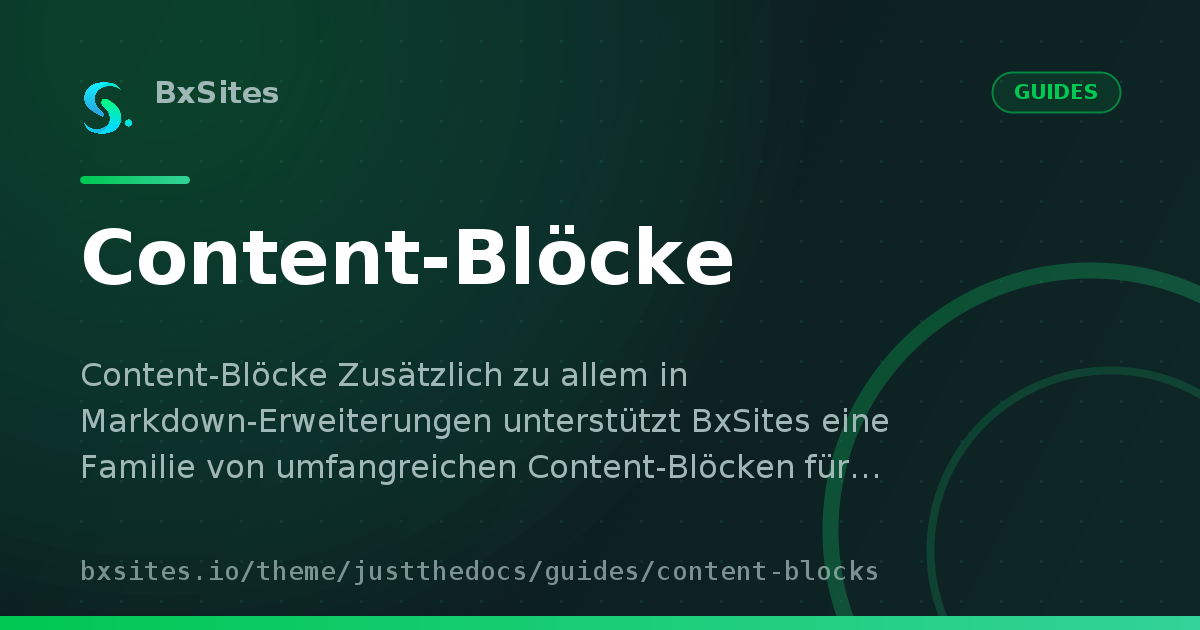 BxSites
GUIDES
Content-Blöcke
Content-Blöcke Zusätzlich zu allem in
Markdown-Erweiterungen unterstützt BxSites eine
Familie von umfangreichen Content-Blöcken für...
bxsites.io/theme/justthedocs/guides/content-blocks